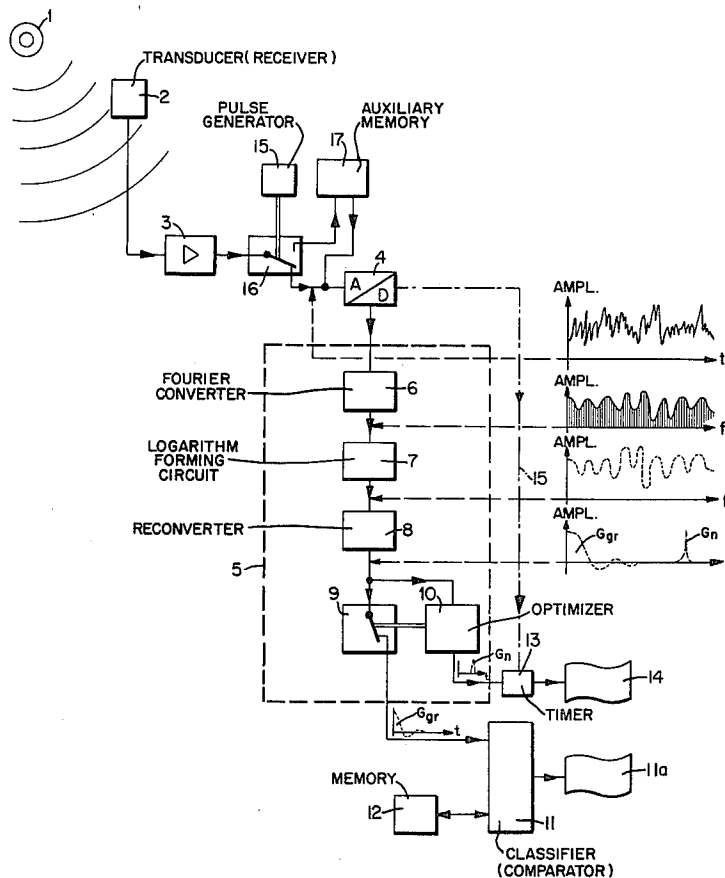 1
TRANSDUCER(RECEIVER)
2
PULSE
GENERATOR
15
AUXILIARY
MEMORY
17
3
16
4
A
D
AMPL.
t
FOURIER
CONVERTER
6
AMPL.
f
LOGARITHM
FORMING
CIRCUIT
7
AMPL.
15
RECONVERTER
8
AMPL.
Ggr
Gn
5
9
10
OPTIMIZER
Gn
t
13
TIMER
14
Ggr
t
11a
MEMORY
12
11
CLASSIFIER
(COMPARATOR)